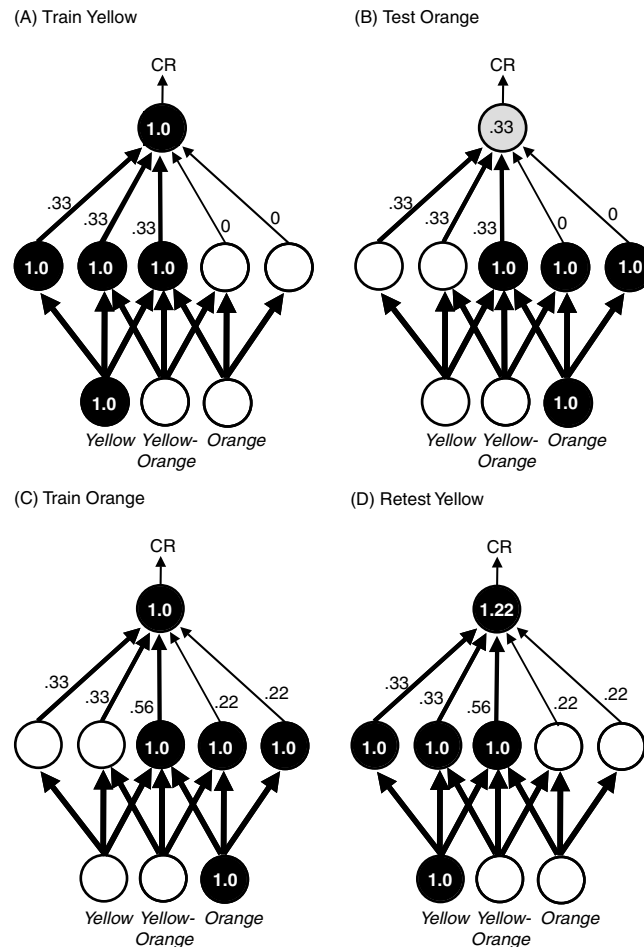 (A) Train Yellow
(B) Test Orange
CR
CR
1.0
.33
.33
.33
.33
0
0
.33
.33
.33
0
0
1.0
1.0
1.0
1.0
1.0
1.0
1.0
1.0
Yellow
Yellow-
Orange
Orange
Yellow
Yellow-
Orange
Orange
(C) Train Orange
(D) Retest Yellow
CR
CR
1.0
1.22
.33
.33
.56
.22
.22
.33
.33
.56
.22
.22
1.0
1.0
1.0
1.0
1.0
1.0
1.0
1.0
Yellow
Yellow-
Orange
Orange
Yellow
Yellow-
Orange
Orange